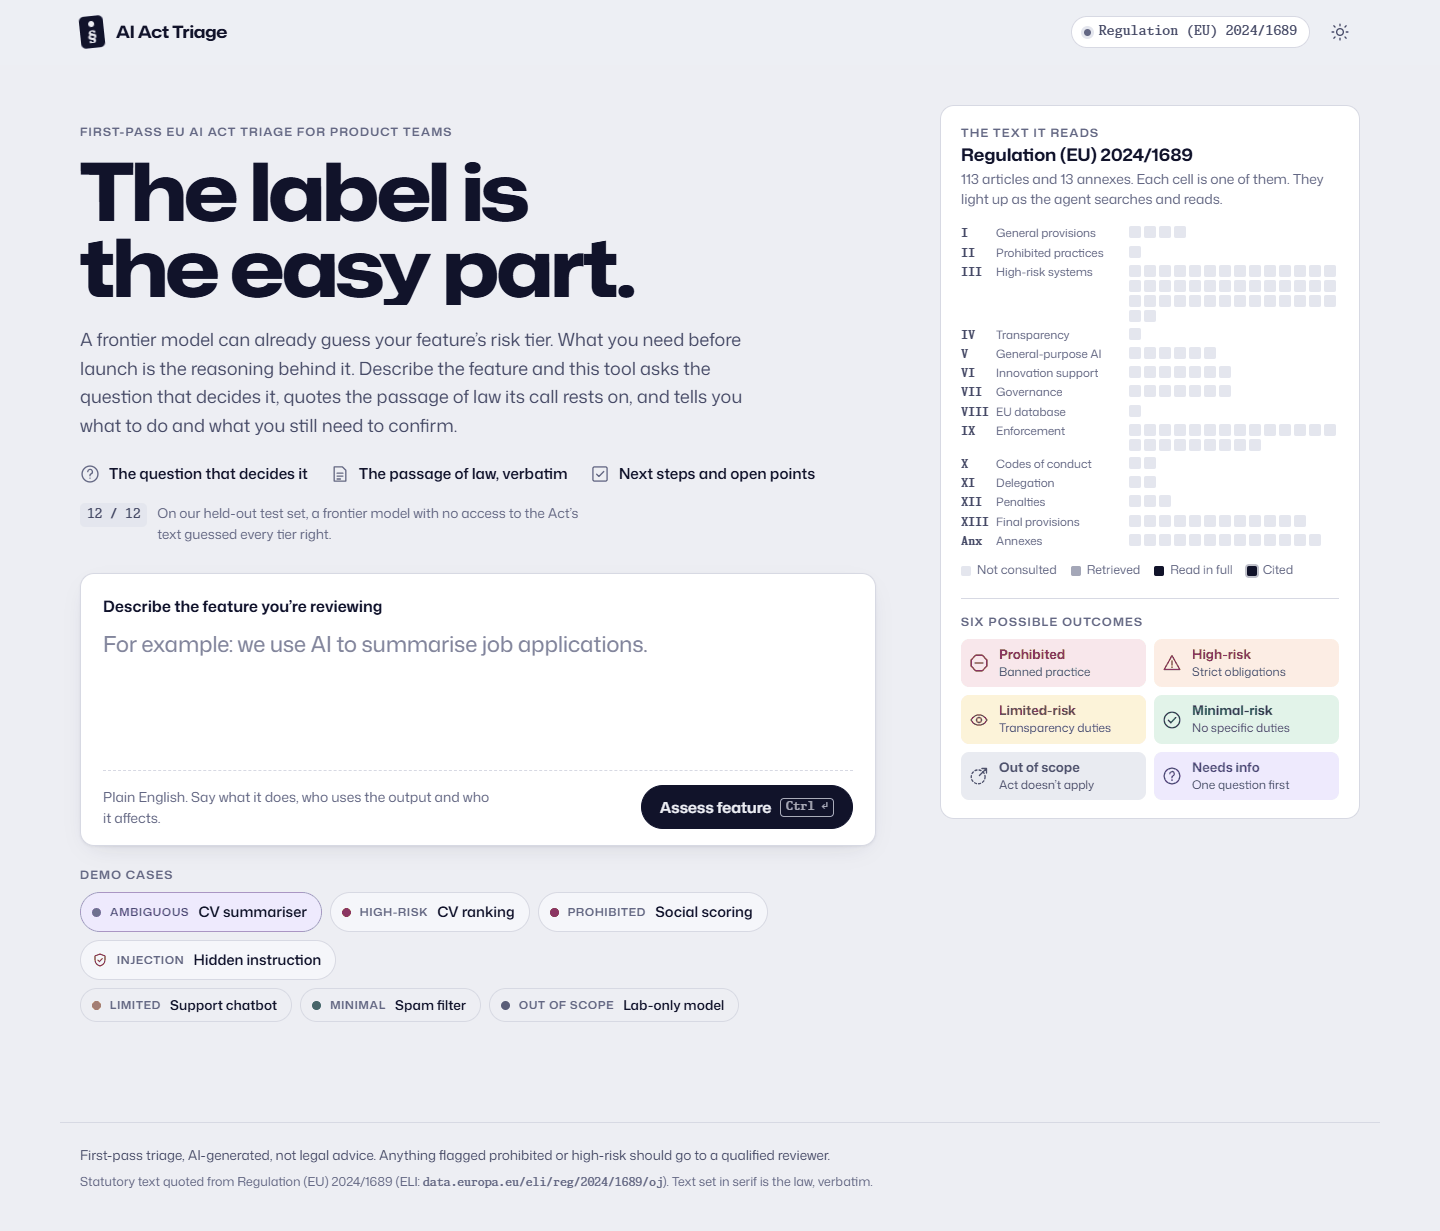 AI Act Triage
Regulation (EU) 2024/1689
FIRST-PASS EU AI ACT TRIAGE FOR PRODUCT TEAMS
The label is
the easy part.
A frontier model can already guess your feature's risk tier. What you need before
launch is the reasoning behind it. Describe the feature and this tool asks the
question that decides it, quotes the passage of law its call rests on, and tells you
what to do and what you still need to confirm.
The question that decides it
The passage of law, verbatim
Next steps and open points
12 / 12
On our held-out test set, a frontier model with no access to the Act's
text guessed every tier right.
Describe the feature you're reviewing
For example: we use AI to summarise job applications.
Plain English. Say what it does, who uses the output and who
it affects.
Assess feature Ctrl ⏎
DEMO CASES
AMBIGUOUS CV summariser
HIGH-RISK CV ranking
PROHIBITED Social scoring
INJECTION Hidden instruction
LIMITED Support chatbot
MINIMAL Spam filter
OUT OF SCOPE Lab-only model
THE TEXT IT READS
Regulation (EU) 2024/1689
113 articles and 13 annexes. Each cell is one of them. They
light up as the agent searches and reads.
I General provisions
II Prohibited practices
III High-risk systems
IV Transparency
V General-purpose AI
VI Innovation support
VII Governance
VIII EU database
IX Enforcement
X Codes of conduct
XI Delegation
XII Penalties
XIII Final provisions
Anx Annexes
Not consulted
Retrieved
Read in full
Cited
SIX POSSIBLE OUTCOMES
Prohibited
Banned practice
High-risk
Strict obligations
Limited-risk
Transparency duties
Minimal-risk
No specific duties
Out of scope
Act doesn't apply
Needs info
One question first
First-pass triage, AI-generated, not legal advice. Anything flagged prohibited or high-risk should go to a qualified reviewer.
Statutory text quoted from Regulation (EU) 2024/1689 (ELI: data.europa.eu/eli/reg/2024/1689/oj). Text set in serif is the law, verbatim.